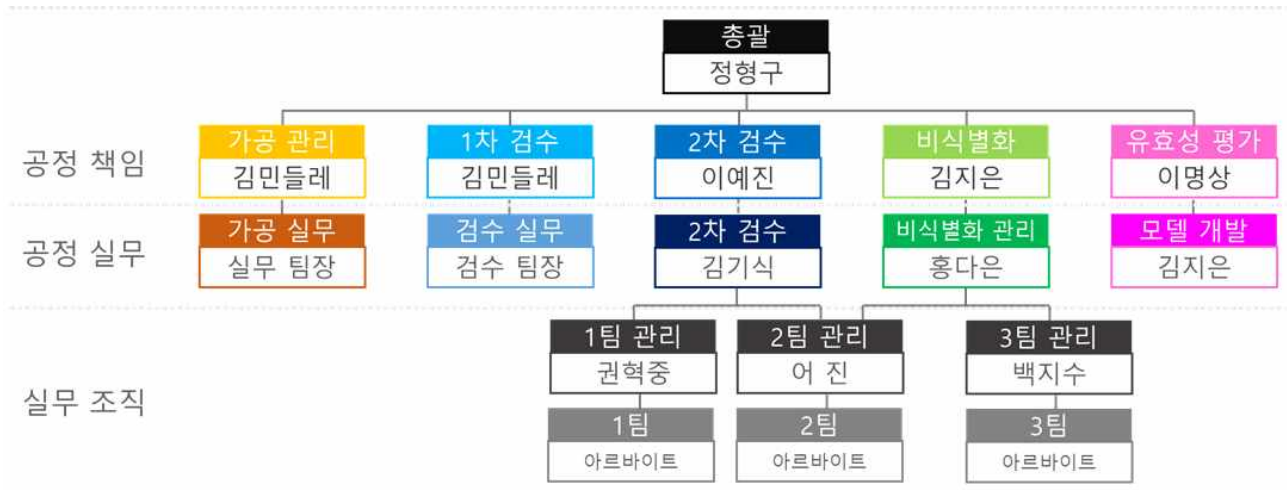 총괄
정형구
가공 관리 1차 검수 2차 검수 비식별화 유효성 평가
공정 책임
김민들레 김민들레 이예진 김지은 이명상
가공 실무 검수 실무 2차 검수 비식별화 관리 모델 개발
공정 실무
실무 팀장 검수 팀장 김기식 홍다은 김지은
1팀 관리 2팀 관리 3팀 관리
권혁중 어 진 백지수
실무 조직
1팀 2팀 3팀
아르바이트 아르바이트 아르바이트